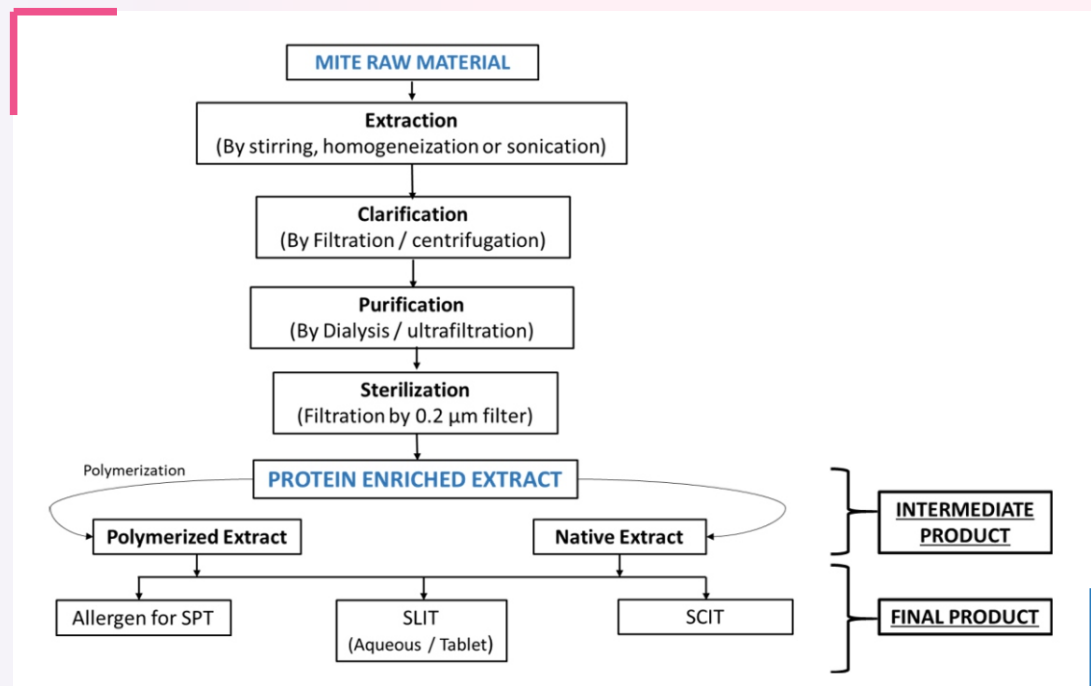 MITE RAW MATERIAL
Extraction
(By stirring, homogeneization or sonication)
Clarification
(By Filtration / centrifugation)
Purification
(By Dialysis / ultrafiltration)
Sterilization
(Filtration by 0.2 µm filter)
Polymerization
PROTEIN ENRICHED EXTRACT
Polymerized Extract
Native Extract
INTERMEDIATE
PRODUCT
Allergen for SPT
SLIT
(Aqueous / Tablet)
SCIT
FINAL PRODUCT